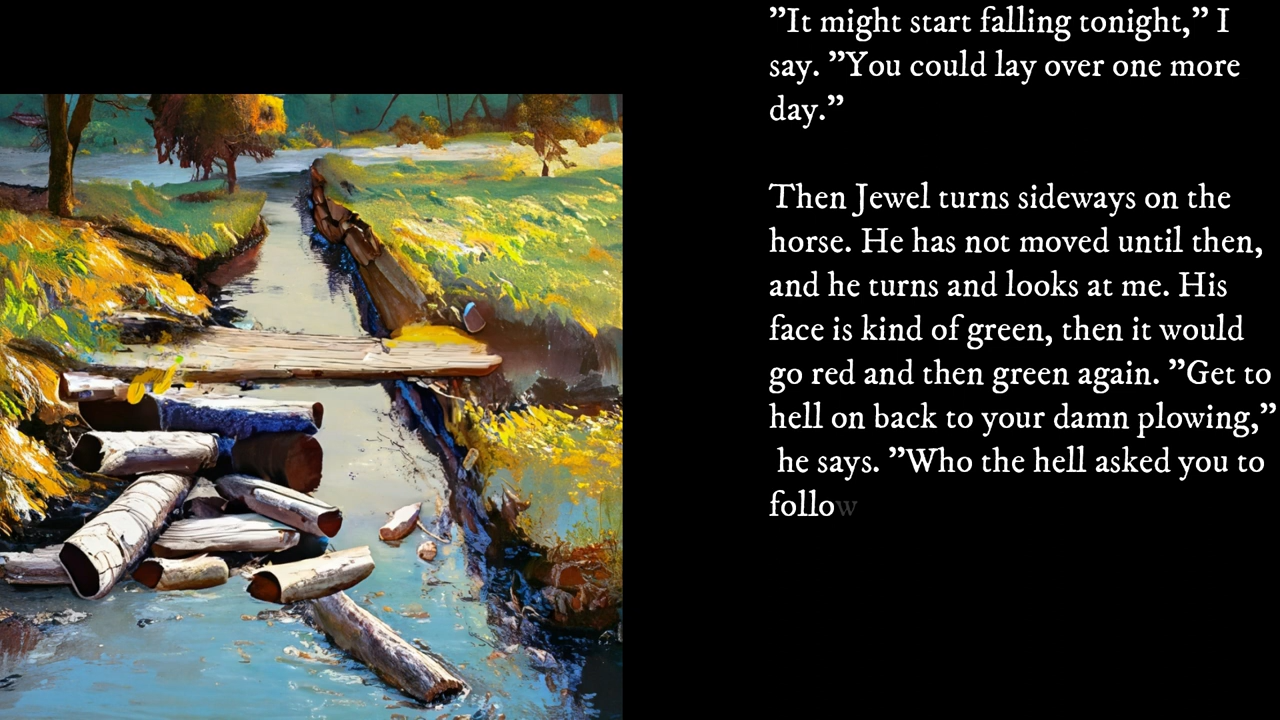 ”It might start falling tonight,” I
say. ”You could lay over one more
day.”
Then Jewel turns sideways on the
horse. He has not moved until then,
and he turns and looks at me. His
face is kind of green, then it would
go red and then green again. ”Get to
hell on back to your damn plowing,”
he says. ”Who the hell asked you to
follow